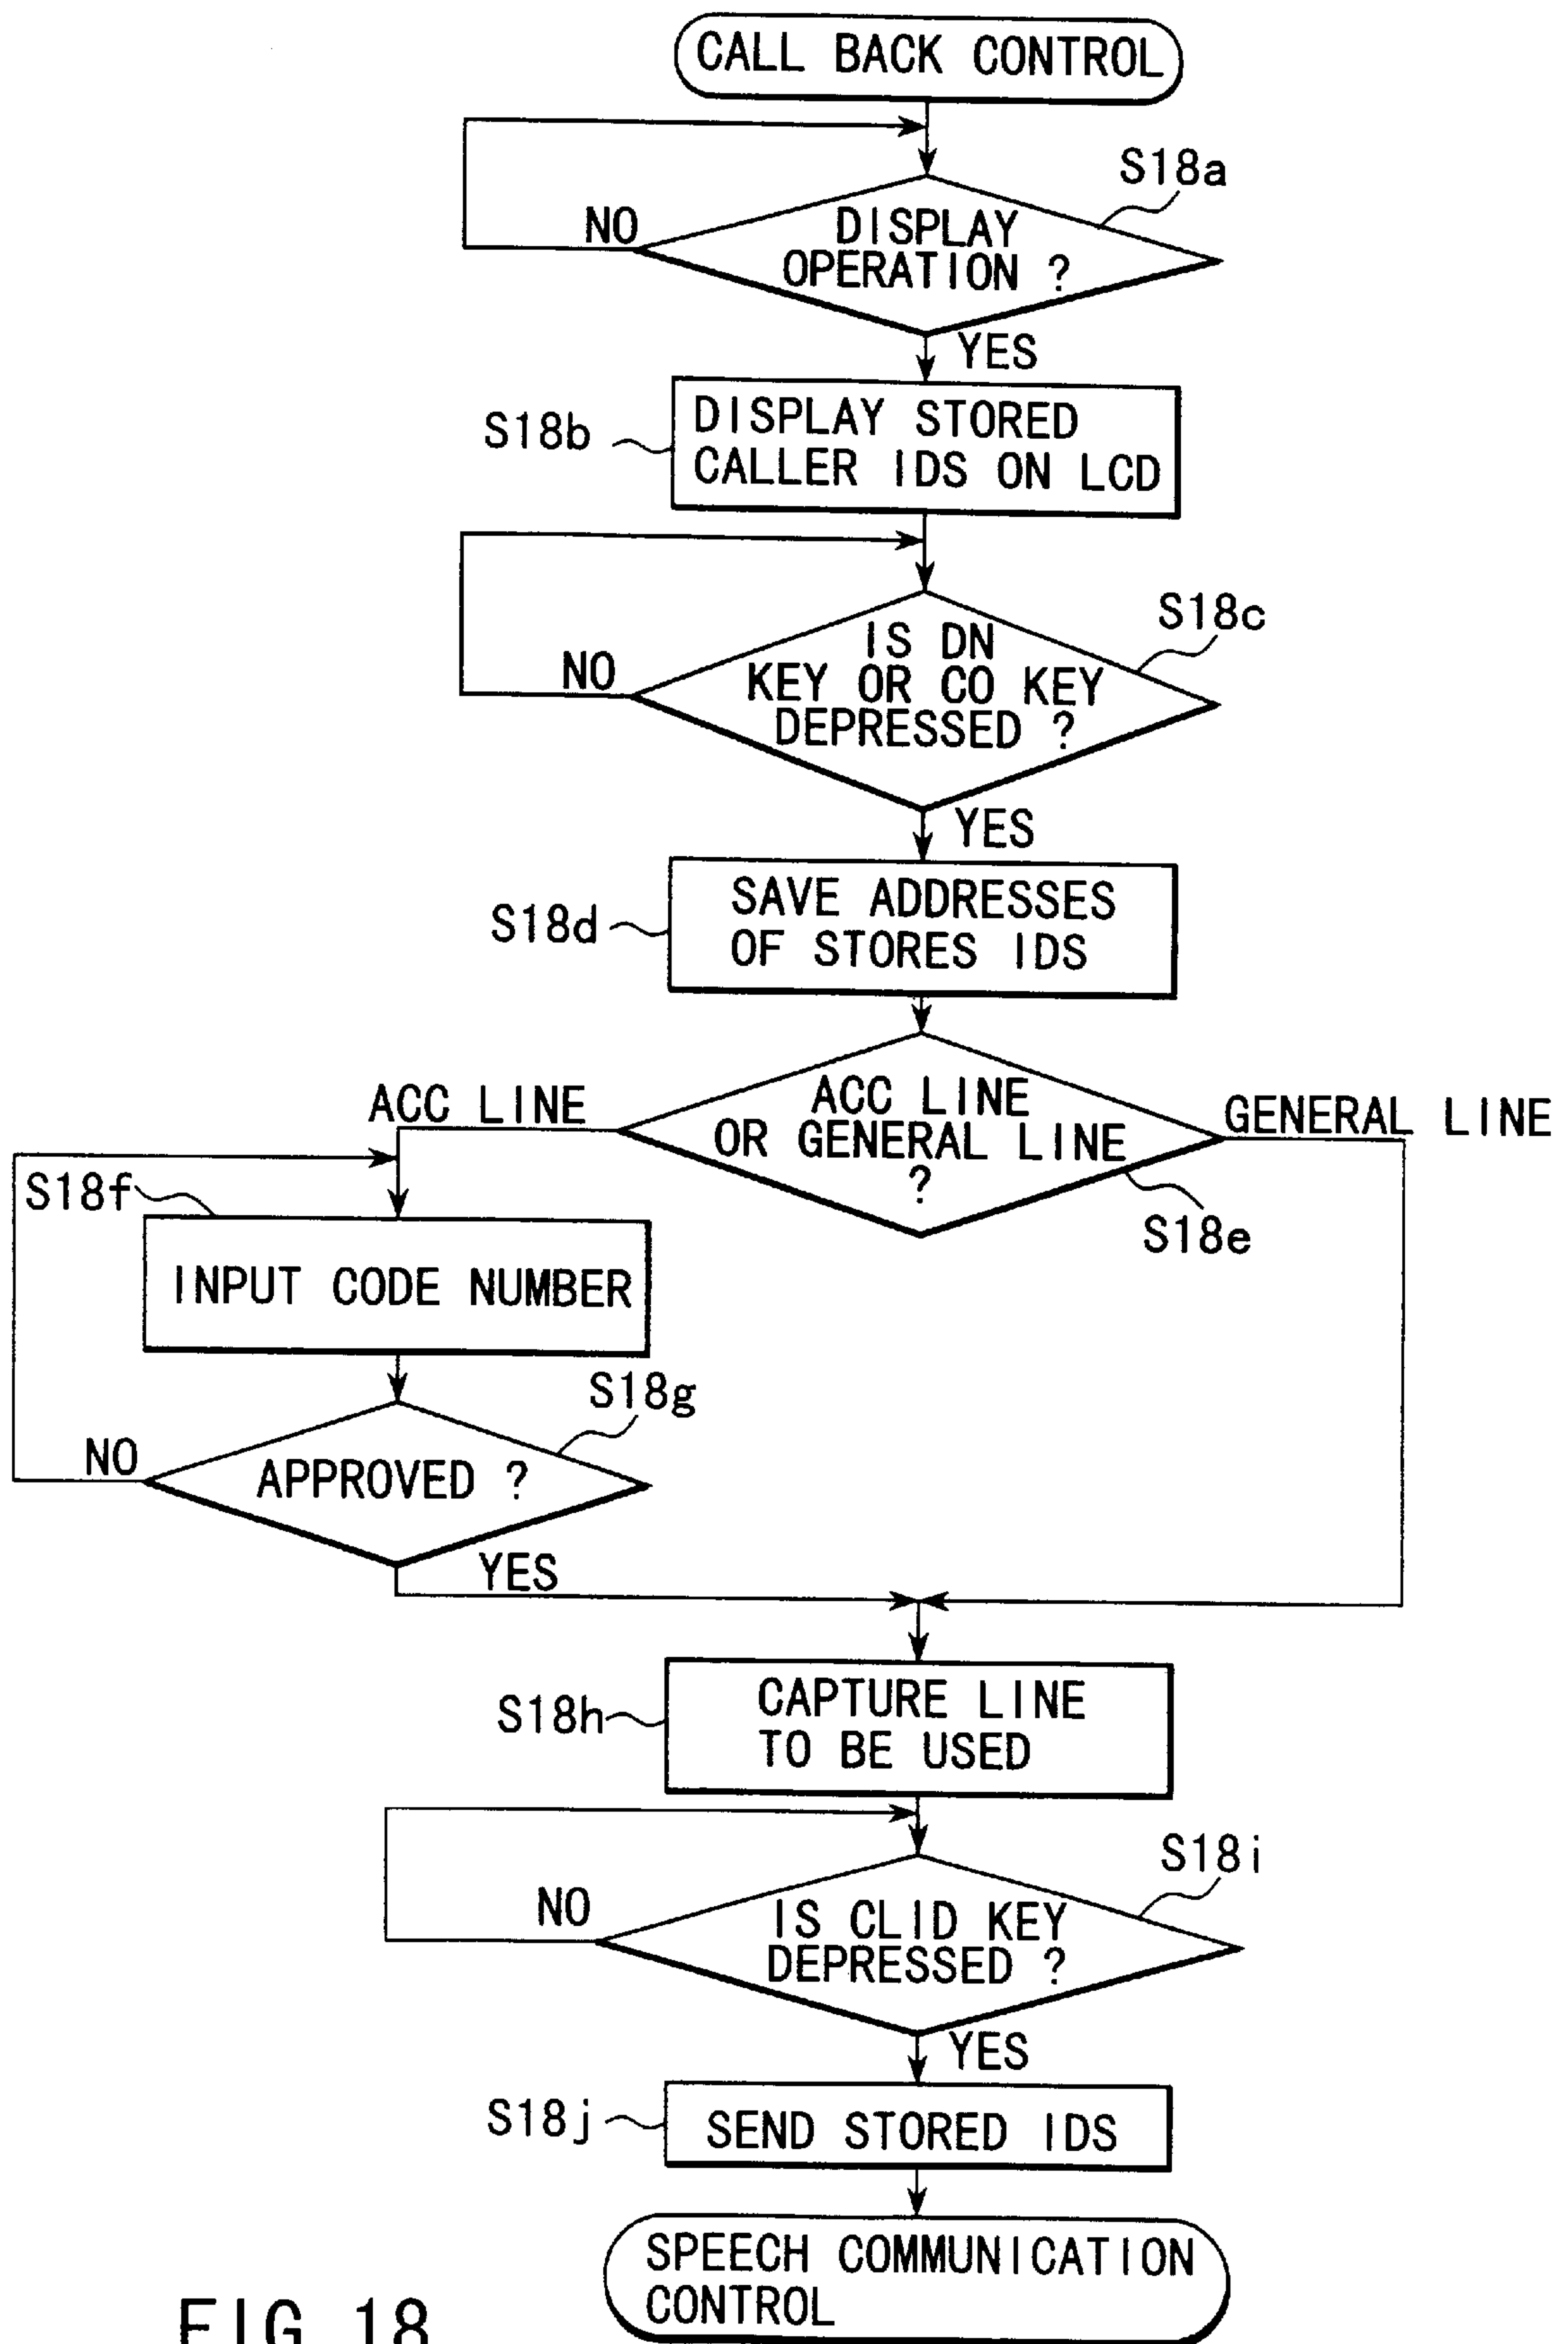 CALL BACK CONTROL
S18a
NO
DISPLAY
OPERATION ?
YES
S18b
DISPLAY STORED
CALLER IDS ON LCD
S18c
NO
IS DN
KEY OR CO KEY
DEPRESSED ?
YES
S18d
SAVE ADDRESSES
OF STORES IDS
ACC LINE
ACC LINE
OR GENERAL LINE
?
GENERAL LINE
S18e
S18f
INPUT CODE NUMBER
S18g
NO
APPROVED ?
YES
S18h
CAPTURE LINE
TO BE USED
S18i
NO
IS CLID KEY
DEPRESSED ?
YES
S18j
SEND STORED IDS
SPEECH COMMUNICATION
CONTROL
FIG. 18